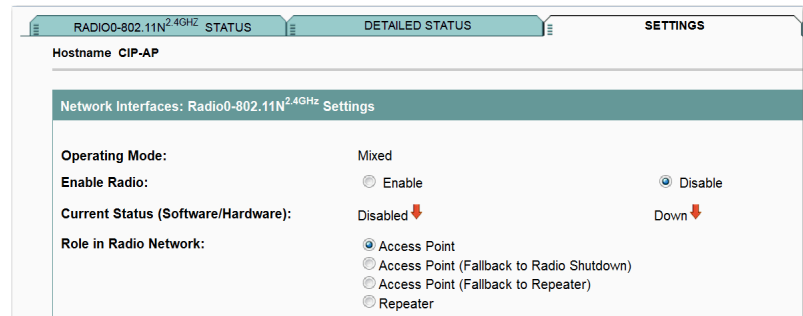 RADIO0-802.11N2.4GHZ STATUS DETAILED STATUS SETTINGS
Hostname CIP-AP
Network Interfaces: Radio0-802.11N2.4GHz Settings
Operating Mode: Mixed
Enable Radio: Enable Disable
Current Status (Software/Hardware): Disabled Down
Role in Radio Network: Access Point
Access Point (Fallback to Radio Shutdown)
Access Point (Fallback to Repeater)
Repeater